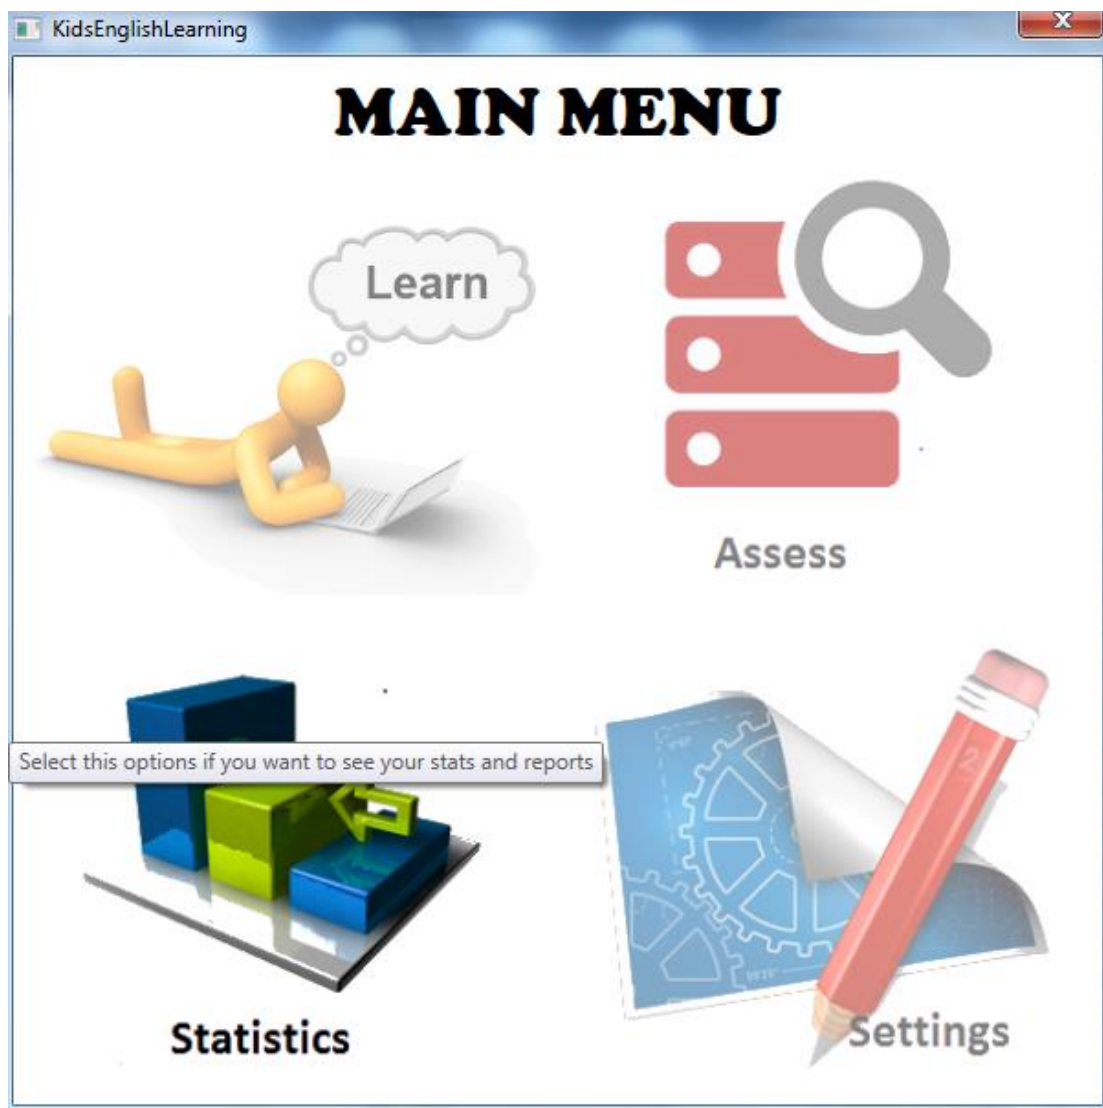 KidsEnglishLearning
MAIN MENU
Learn
Assess
Select this options if you want to see your stats and reports
2
Statistics
Settings